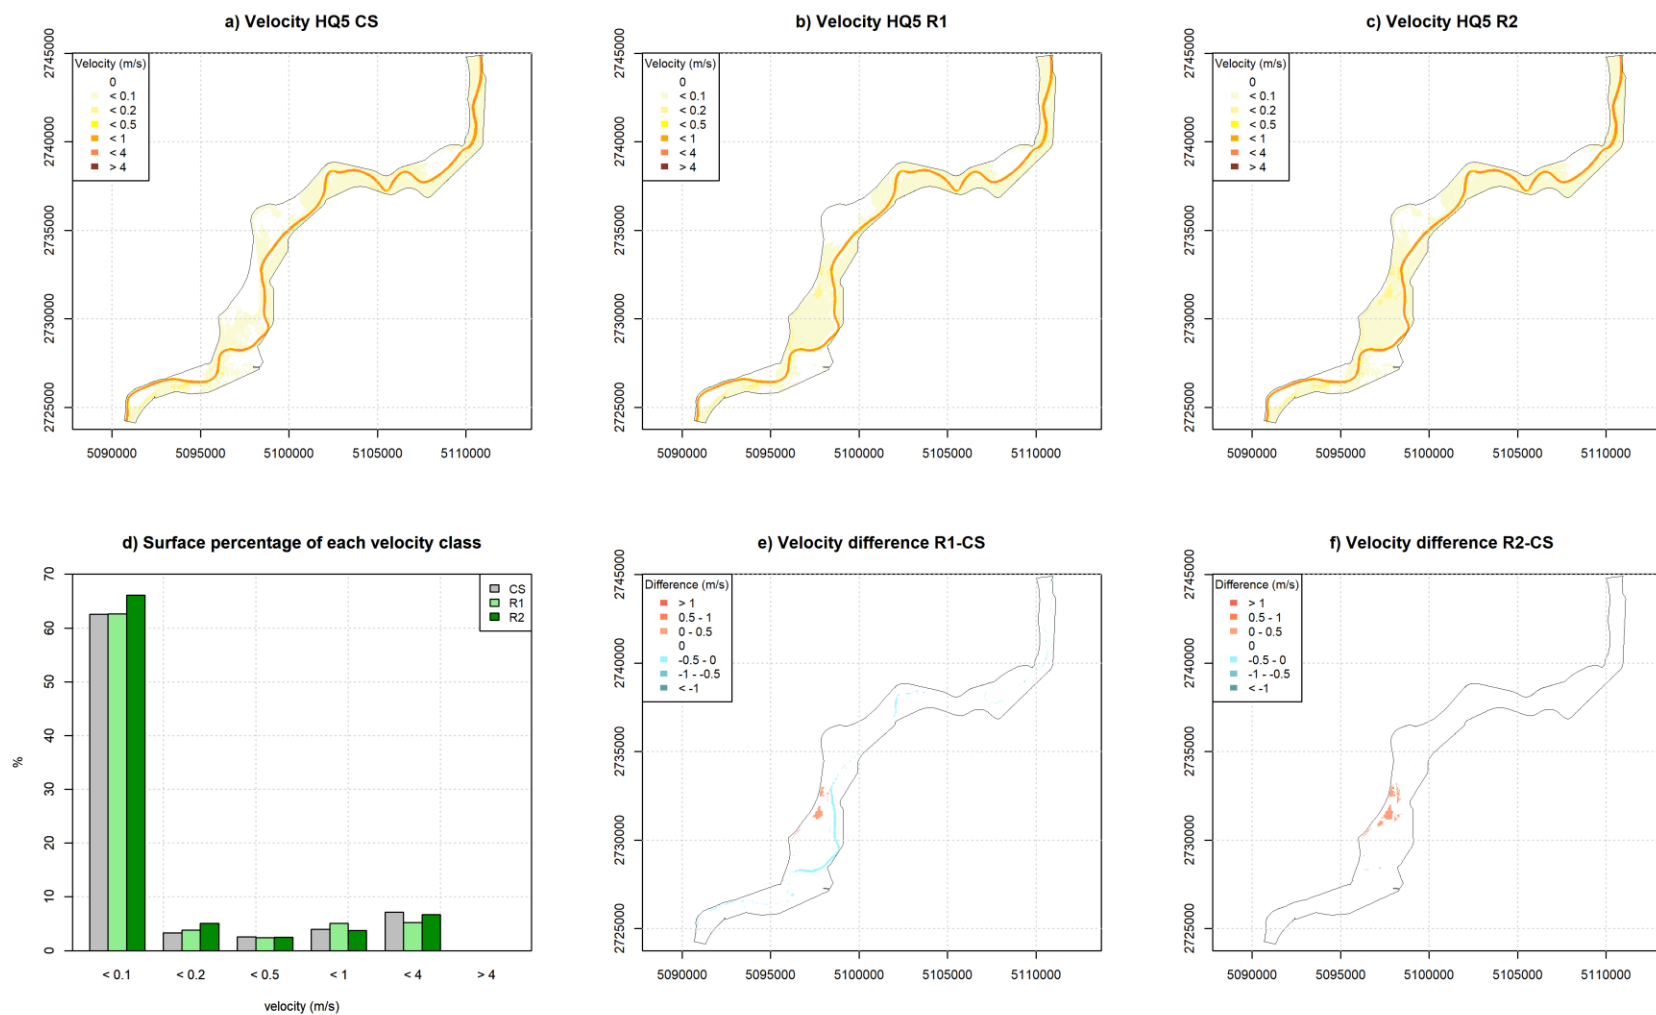 a) Velocity HQ5 CS
Velocity (m/s)
0
< 0.1
< 0.2
< 0.5
< 1
< 4
> 4
2745000
2740000
2735000
2730000
2725000
5090000 5095000 5100000 5105000 5110000
b) Velocity HQ5 R1
Velocity (m/s)
0
< 0.1
< 0.2
< 0.5
< 1
< 4
> 4
2745000
2740000
2735000
2730000
2725000
5090000 5095000 5100000 5105000 5110000
c) Velocity HQ5 R2
Velocity (m/s)
0
< 0.1
< 0.2
< 0.5
< 1
< 4
> 4
2745000
2740000
2735000
2730000
2725000
5090000 5095000 5100000 5105000 5110000
d) Surface percentage of each velocity class
CS
R1
R2
70
60
50
40
30
20
10
0
%
< 0.1 < 0.2 < 0.5 < 1 < 4 > 4
velocity (m/s)
e) Velocity difference R1-CS
Difference (m/s)
> 1
0.5 - 1
0 - 0.5
0
-0.5 - 0
-1 - -0.5
< -1
2745000
2740000
2735000
2730000
2725000
5090000 5095000 5100000 5105000 5110000
f) Velocity difference R2-CS
Difference (m/s)
> 1
0.5 - 1
0 - 0.5
0
-0.5 - 0
-1 - -0.5
< -1
2745000
2740000
2735000
2730000
2725000
5090000 5095000 5100000 5105000 5110000